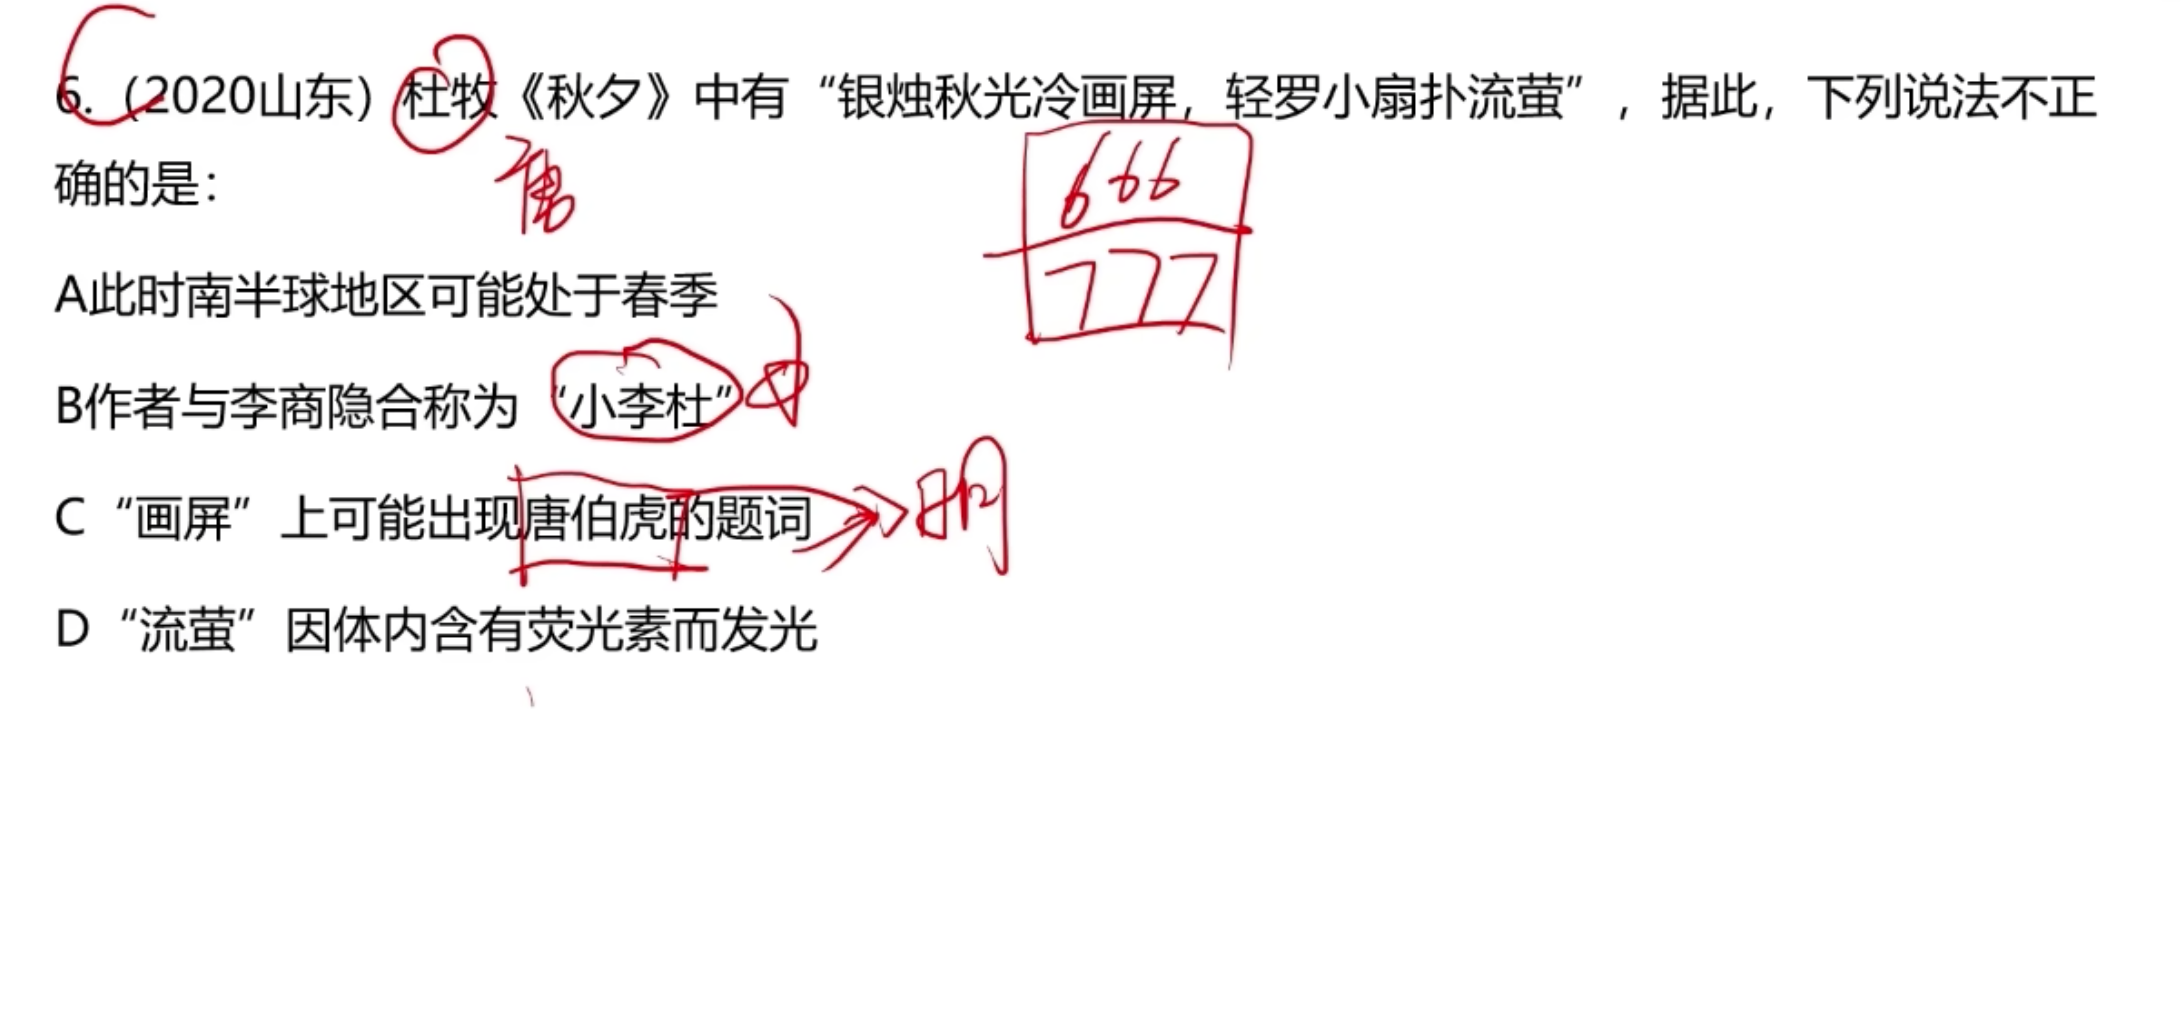 6.（2020山东）杜牧《秋夕》中有“银烛秋光冷画屏，轻罗小扇扑流萤”，据此，下列说法不正
确的是：
唐
666
777
A此时南半球地区可能处于春季
B作者与李商隐合称为“小李杜”
中
C“画屏”上可能出现唐伯虎的题词
明
D“流萤”因体内含有荧光素而发光